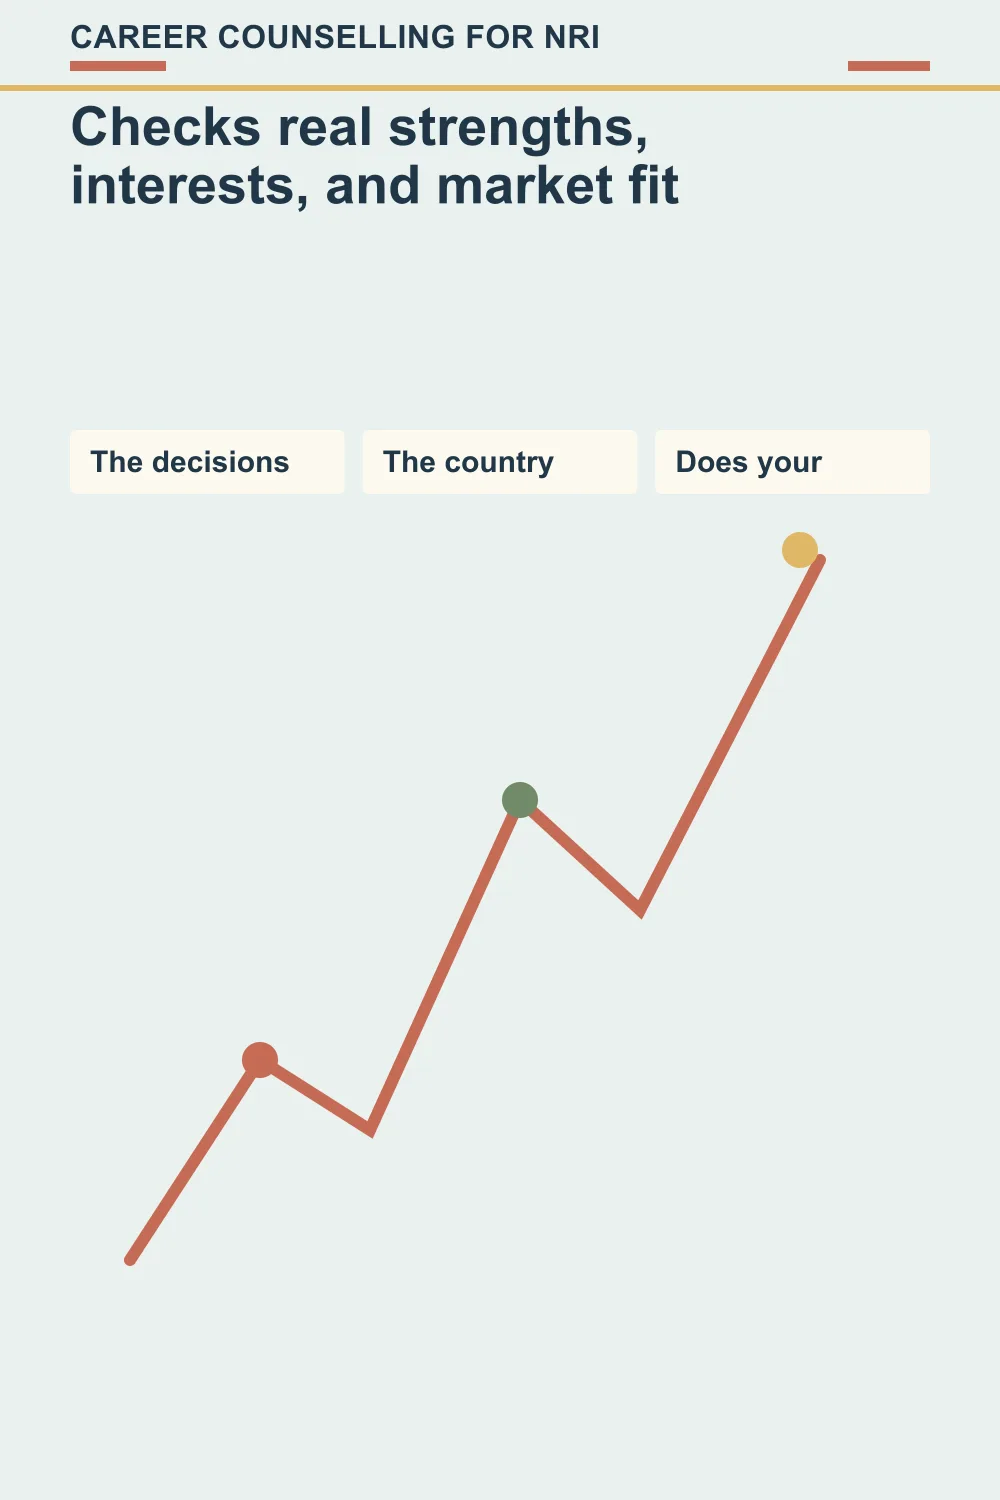 CAREER COUNSELLING FOR NRI
Checks real strengths,
interests, and market fit
The decisions
The country
Does your